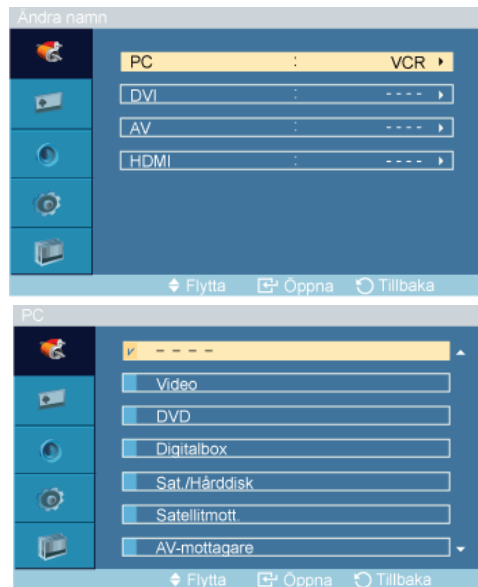 Ändra namn
PC : VCR
DVI : ----
AV : ----
HDMI : ----
Flytta Öppna Tillbaka
PC
----
Video
DVD
Digitalbox
Sat./Hårddisk
Satellitmott.
AV-mottagare
Flytta Öppna Tillbaka